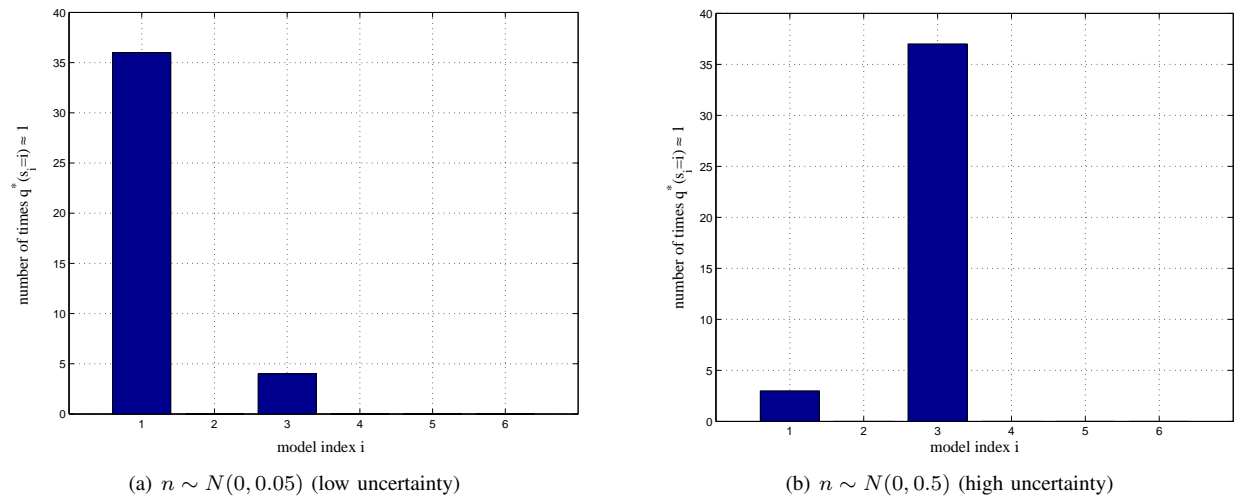 40
35
30
25
20
15
10
5
0
number of times q*(s_i=i) ≈ 1
1 2 3 4 5 6
model index i
(a) n ∼ N(0, 0.05) (low uncertainty)
40
35
30
25
20
15
10
5
0
number of times q*(s_i=i) ≈ 1
1 2 3 4 5 6
model index i
(b) n ∼ N(0, 0.5) (high uncertainty)